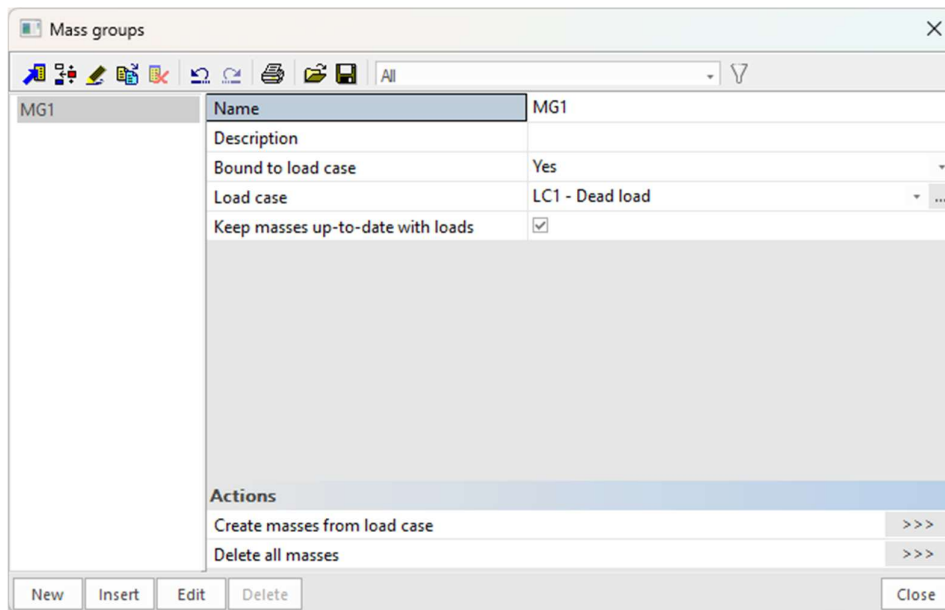 Mass groups
All
MG1
Name MG1
Description
Bound to load case Yes
Load case LC1 - Dead load ...
Keep masses up-to-date with loads
Actions
Create masses from load case >>>
Delete all masses >>>
New Insert Edit Delete Close